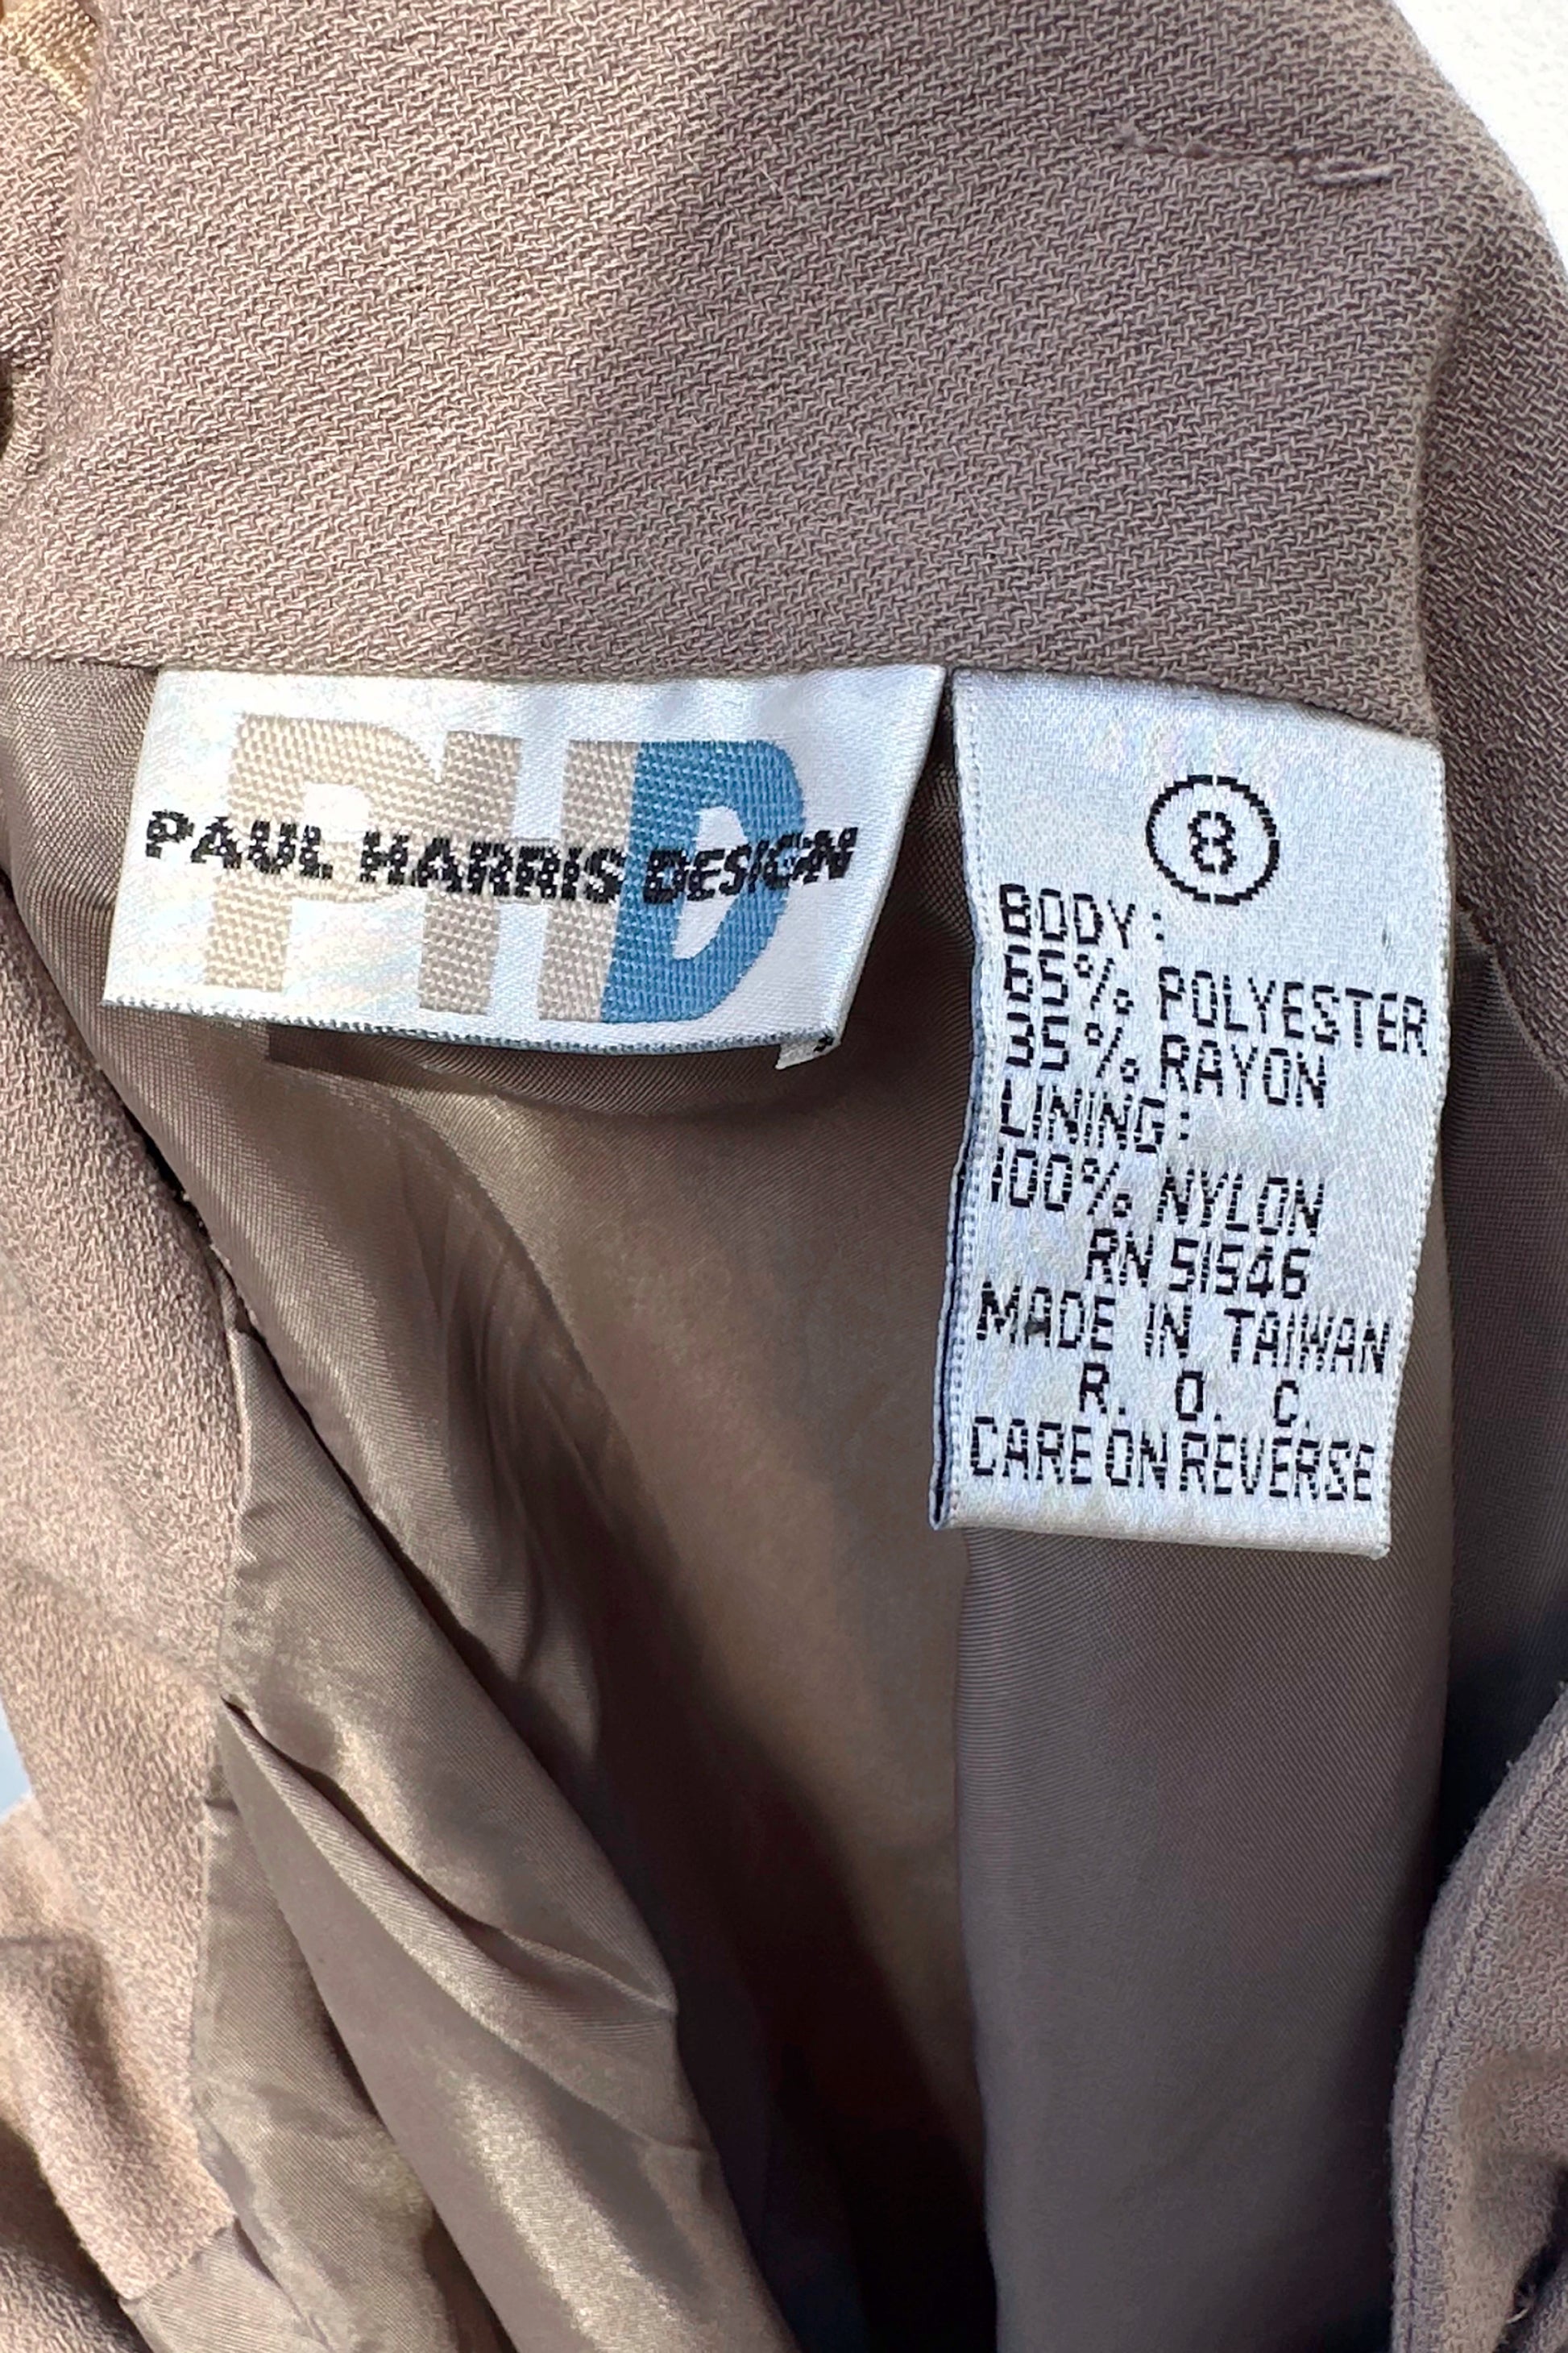 PHD
PAUL HARRIS DESIGN
8
BODY:
65% POLYESTER
35% RAYON
LINING:
100% NYLON
RN 51546
MADE IN TAIWAN
R. O. C.
CARE ON REVERSE